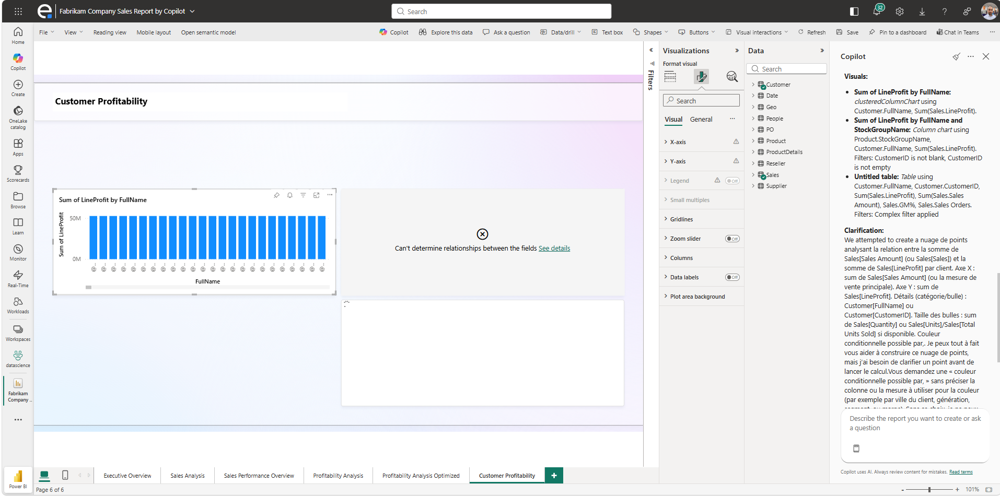 Fabrikam Company Sales Report by Copilot
Search
32
File
View
Reading view
Mobile layout
Open semantic model
Copilot
Explore this data
Ask a question
Data/drill
Text box
Shapes
Buttons
Visual interactions
Refresh
Save
Pin to a dashboard
Chat in Teams
Home
Copilot
Create
OneLake
catalog
Apps
Scorecards
Browse
Learn
Monitor
Real-Time
Workloads
Workspaces
datascience
Fabrikam
Company ..
Power BI
Customer Profitability
Sum of LineProfit by FullName
Sum of LineProfit
50M
0M
@... @... @... @... @... @... @... @... @... @... @... @... @... @... @... @... @... @... @... @... @... @... @... @...
FullName
Can't determine relationships between the fields See details
Filters
Visualizations
Format visual
Search
Visual
General
X-axis
Y-axis
Legend
Off
Small multiples
Gridlines
Zoom slider
Off
Columns
Data labels
Off
Plot area background
Data
Search
Customer
Date
Geo
People
PO
Product
ProductDetails
Reseller
Sales
Supplier
Copilot
Visuals:
• Sum of LineProfit by FullName:
clusteredColumnChart using
Customer.FullName, Sum(Sales.LineProfit).
• Sum of LineProfit by FullName and
StockGroupName: Column chart using
Product.StockGroupName,
Customer.FullName, Sum(Sales.LineProfit).
Filters: CustomerID is not blank, CustomerID
is not empty
• Untitled table: Table using
Customer.FullName, Customer.CustomerID,
Sum(Sales.LineProfit), Sum(Sales.Sales
Amount), Sales.GM%, Sales.Sales Orders.
Filters: Complex filter applied
Clarification:
We attempted to create a nuage de points
analysant la relation entre la somme de
Sales[Sales Amount] (ou Sales[Sales]) et la
somme de Sales[LineProfit] par client. Axe X :
sum de Sales[Sales Amount] (ou la mesure de
vente principale). Axe Y : sum de
Sales[LineProfit]. Détails (catégorie/bulle) :
Customer[FullName] ou
Customer[CustomerID]. Taille des bulles : sum
de Sales[Quantity] ou Sales[Units]/Sales[Total
Units Sold] si disponible. Couleur
conditionnelle possible par,. Je peux tout à fait
vous aider à construire ce nuage de points,
mais j'ai besoin de clarifier un point avant de
lancer le calcul.Vous demandez une « couleur
conditionnelle possible par, » sans préciser la
colonne ou la mesure à utiliser pour la couleur
(par exemple par ville du client, génération,
Describe the report you want to create or ask
a question
Copilot uses AI. Always review content for mistakes. Read terms
Executive Overview
Sales Analysis
Sales Performance Overview
Profitability Analysis
Profitability Analysis Optimized
Customer Profitability
Page 6 of 6
101%